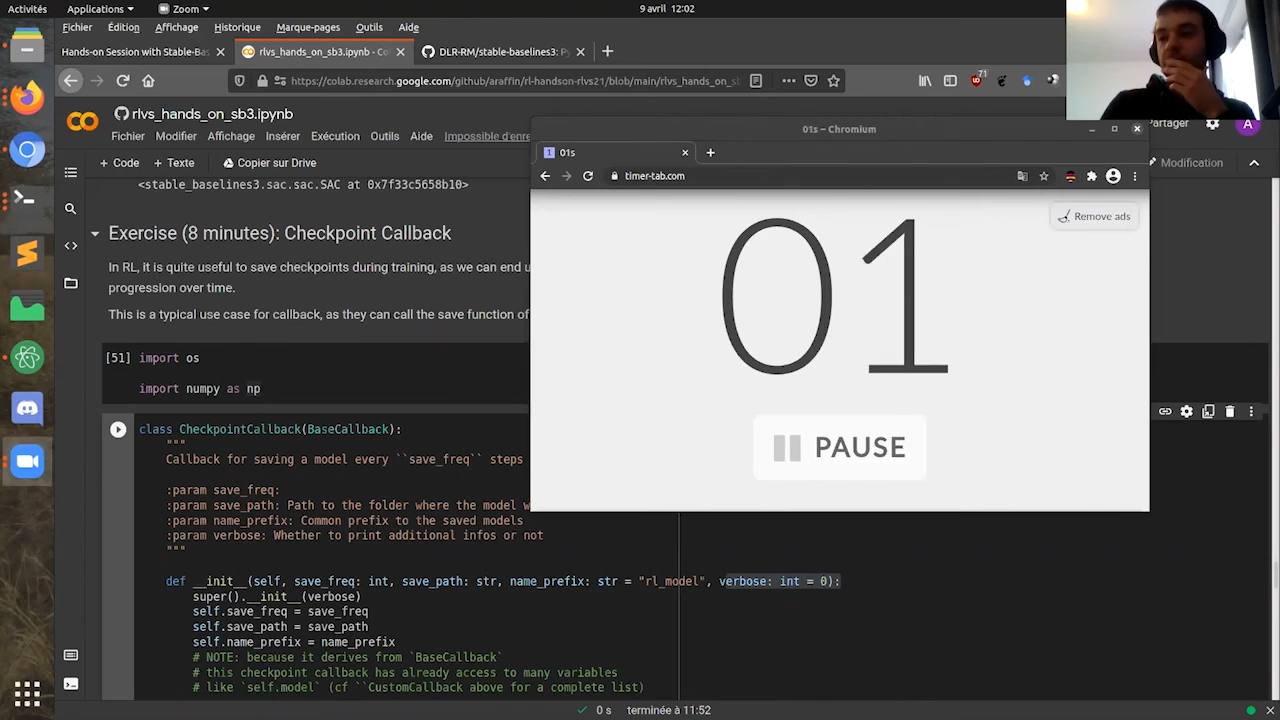 Activités
Applications
Zoom
9 avril 12:02
Fichier Édition Affichage Historique Marque-pages Outils Aide
Hands-on Session with Stable-Bas
rlvs_hands_on_sb3.ipynb - Co
DLR-RM/stable-baselines3: Py
https://colab.research.google.com/github/araffin/rl-handson-rlvs21/blob/main/rlvs_hands_on_sb
71
rlvs_hands_on_sb3.ipynb
Fichier Modifier Affichage Insérer Exécution Outils Aide Impossible d'enre
Partager
A
+ Code + Texte Copier sur Drive
Modification
<stable_baselines3.sac.sac.SAC at 0x7f33c5658b10>
Exercise (8 minutes): Checkpoint Callback
In RL, it is quite useful to save checkpoints during training, as we can end u
progression over time.
This is a typical use case for callback, as they can call the save function of
[51] import os
import numpy as np
class CheckpointCallback(BaseCallback):
"""
Callback for saving a model every ``save_freq`` steps
:param save_freq:
:param save_path: Path to the folder where the model w
:param name_prefix: Common prefix to the saved models
:param verbose: Whether to print additional infos or not
"""
def __init__(self, save_freq: int, save_path: str, name_prefix: str = "rl_model", verbose: int = 0):
super().__init__(verbose)
self.save_freq = save_freq
self.save_path = save_path
self.name_prefix = name_prefix
# NOTE: because it derives from `BaseCallback`
# this checkpoint callback has already access to many variables
# like `self.model` (cf ``CustomCallback above for a complete list)
0 s terminée à 11:52
01s – Chromium
1 01s
timer-tab.com
Remove ads
01
PAUSE